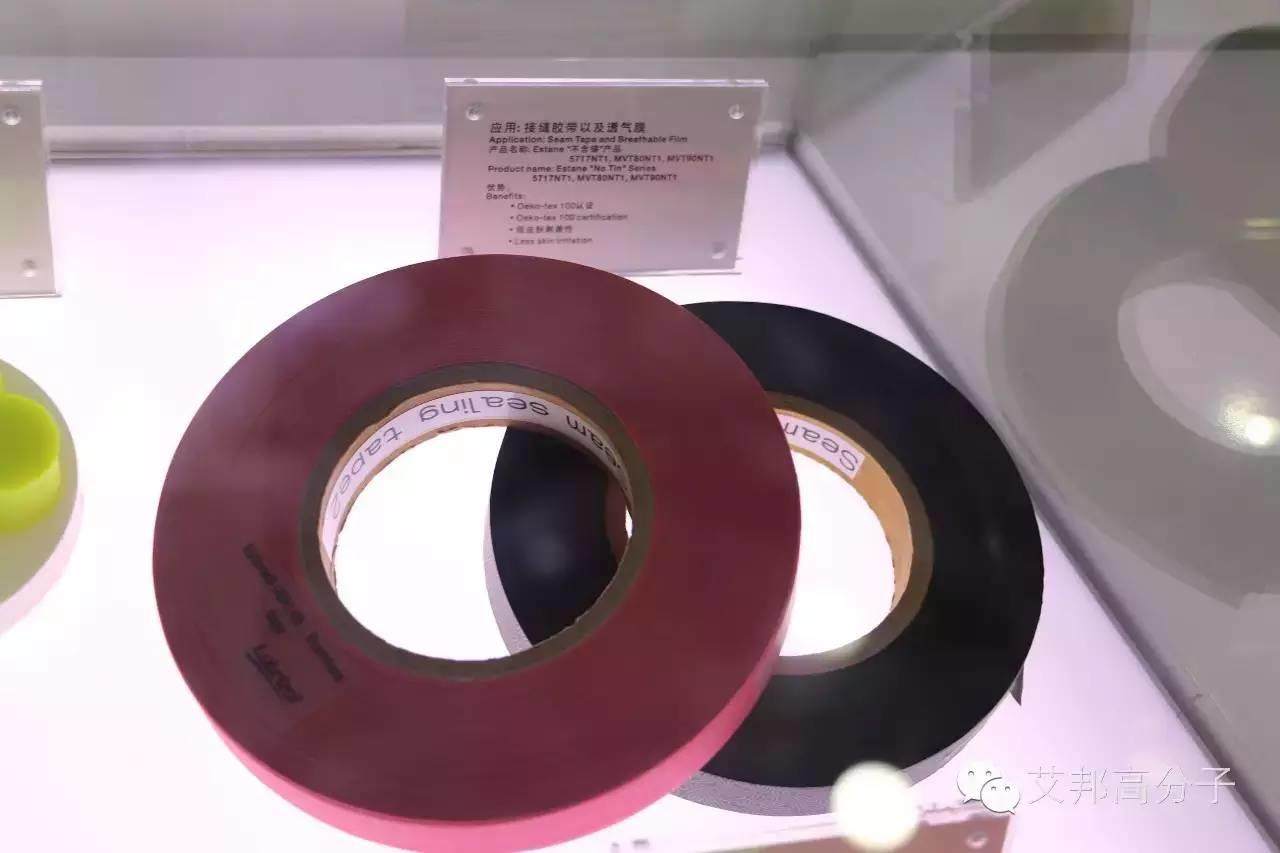 应用: 接缝胶带以及透气膜
Application: Seam Tape and Breathable Film
产品名称: Estane "不含锡"产品
5717NT1, MVT80NT1, MVT90NT1
Product name: Estane "No Tin" Series
5717NT1, MVT80NT1, MVT90NT1
优势:
Benefits:
• Oeko-tex 100认证
• Oeko-tex 100 certification
• 低皮肤刺激性
• Less skin irritation
seam sealing tape2
Seam
Lubrizol
艾邦高分子